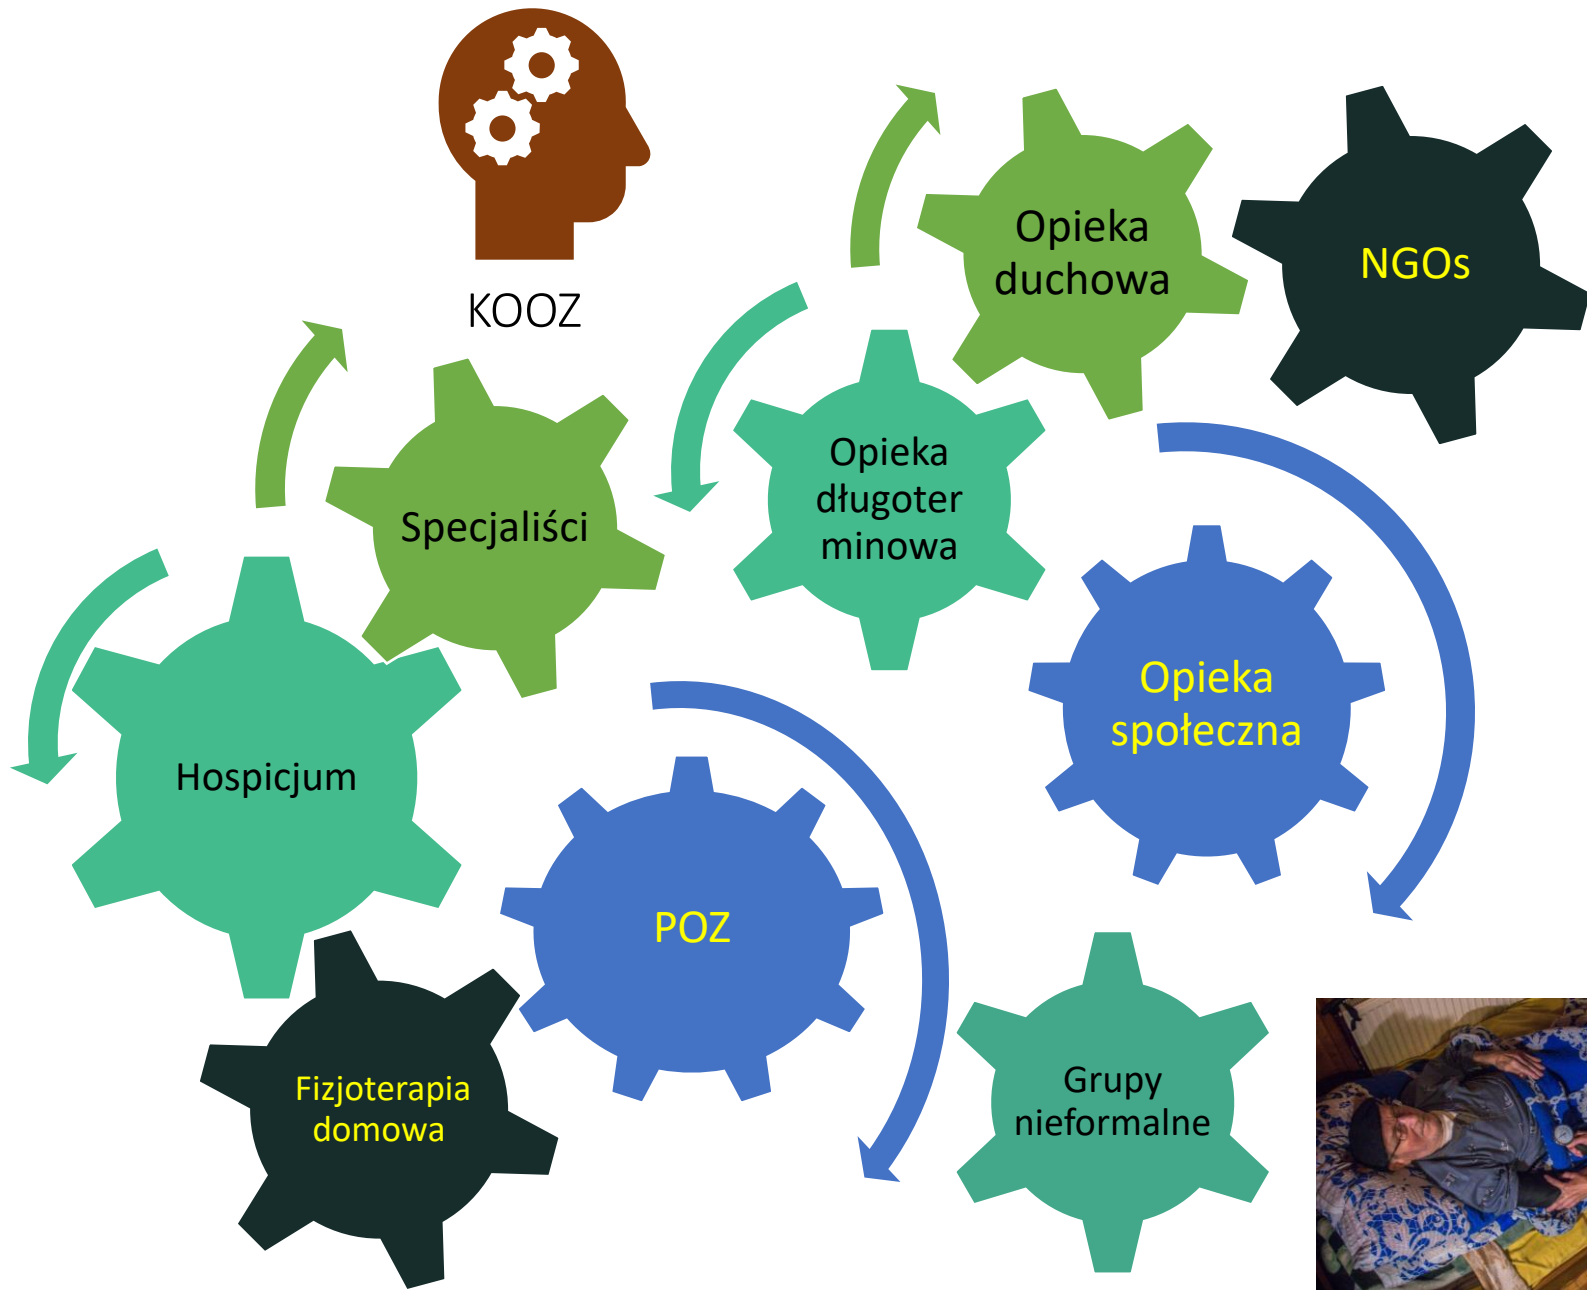 KOOZ
Opieka
duchowa
NGOs
Opieka
długoter
minowa
Specjaliści
Opieka
społeczna
Hospicjum
POZ
Fizjoterapia
domowa
Grupy
nieformalne